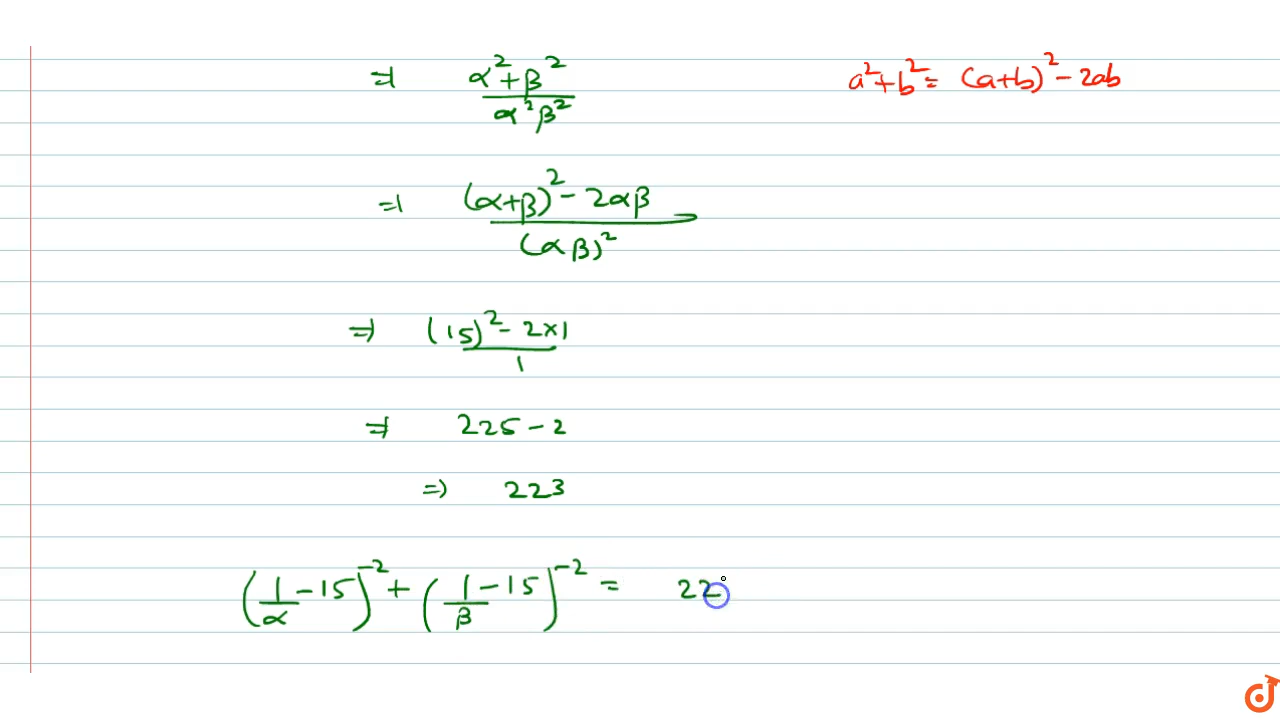 ⇒ α²+β² / α²β²
a²+b² = (a+b)² - 2ab
⇒ (α+β)² - 2αβ / (αβ)²
⇒ (15)² - 2×1 / 1
⇒ 225 - 2
⇒ 223
(1/α - 15)⁻² + (1/β - 15)⁻² = 22